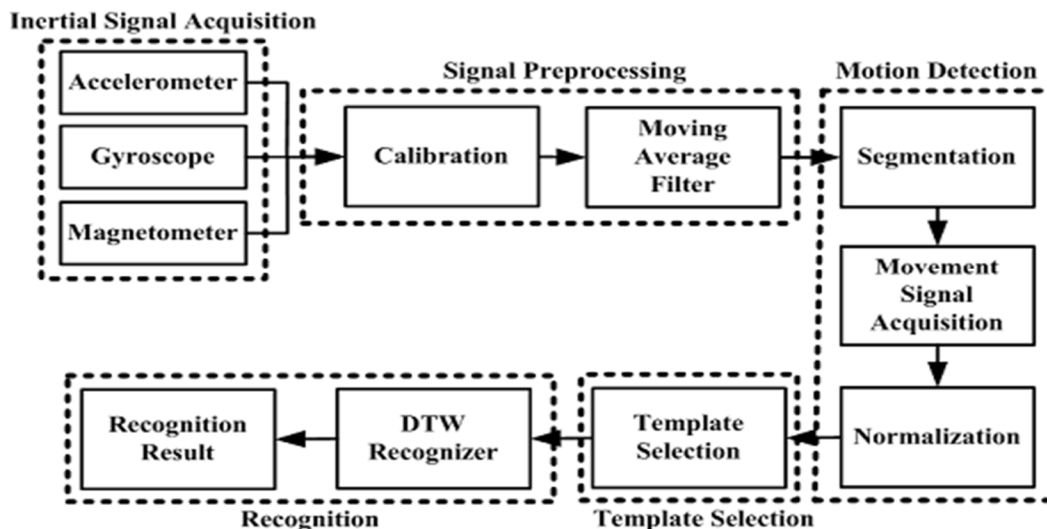 Inertial Signal Acquisition
Accelerometer
Gyroscope
Magnetometer
Signal Preprocessing
Calibration
Moving
Average
Filter
Motion Detection
Segmentation
Movement
Signal
Acquisition
Normalization
Template
Selection
Template Selection
DTW
Recognizer
Recognition
Result
Recognition